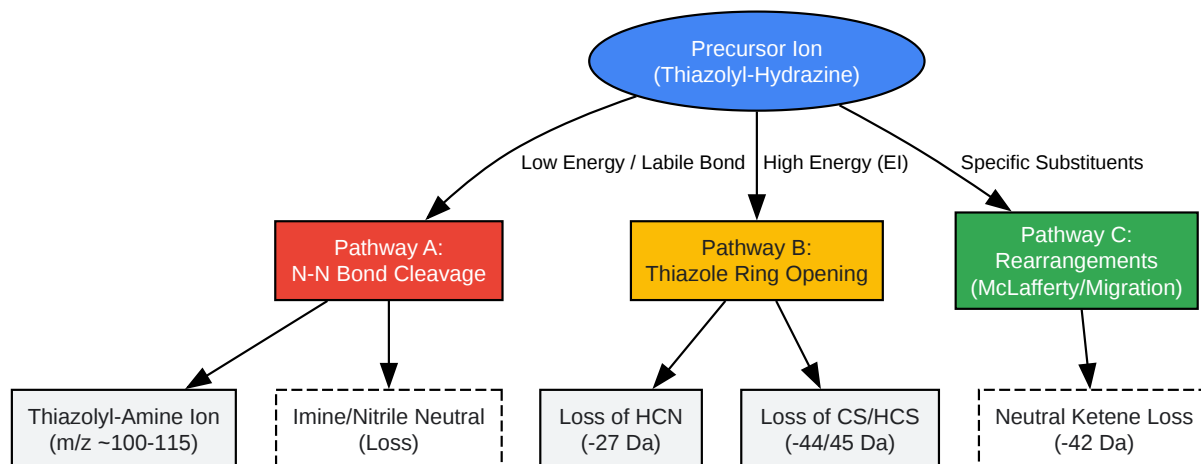 Precursor Ion
(Thiazolyl-Hydrazine)
Low Energy / Labile Bond
High Energy (EI)
Specific Substituents
Pathway A:
N-N Bond Cleavage
Pathway B:
Thiazole Ring Opening
Pathway C:
Rearrangements
(McLafferty/Migration)
Thiazolyl-Amine Ion
(m/z ~100-115)
Imine/Nitrile Neutral
(Loss)
Loss of HCN
(-27 Da)
Loss of CS/HCS
(-44/45 Da)
Neutral Ketene Loss
(-42 Da)